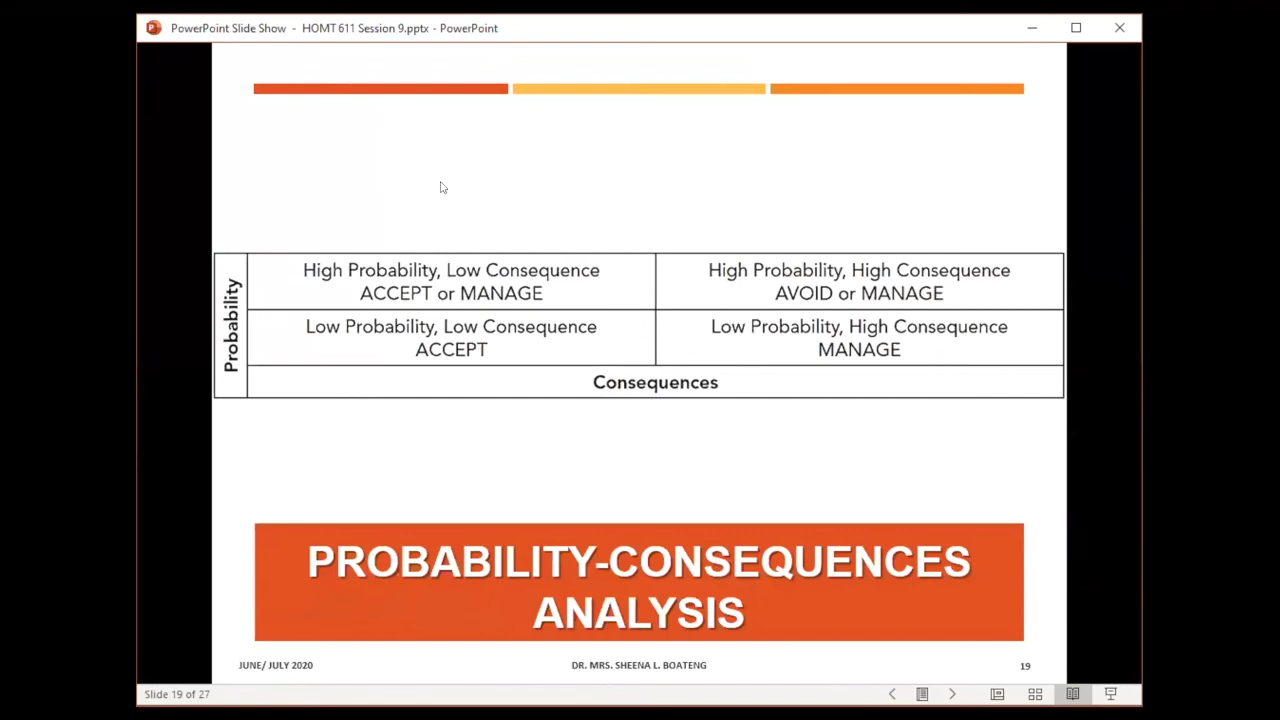 PowerPoint Slide Show - HOMT 611 Session 9.pptx - PowerPoint
Probability
High Probability, Low Consequence
ACCEPT or MANAGE
High Probability, High Consequence
AVOID or MANAGE
Low Probability, Low Consequence
ACCEPT
Low Probability, High Consequence
MANAGE
Consequences
PROBABILITY-CONSEQUENCES
ANALYSIS
JUNE/ JULY 2020
DR. MRS. SHEENA L. BOATENG
19
Slide 19 of 27